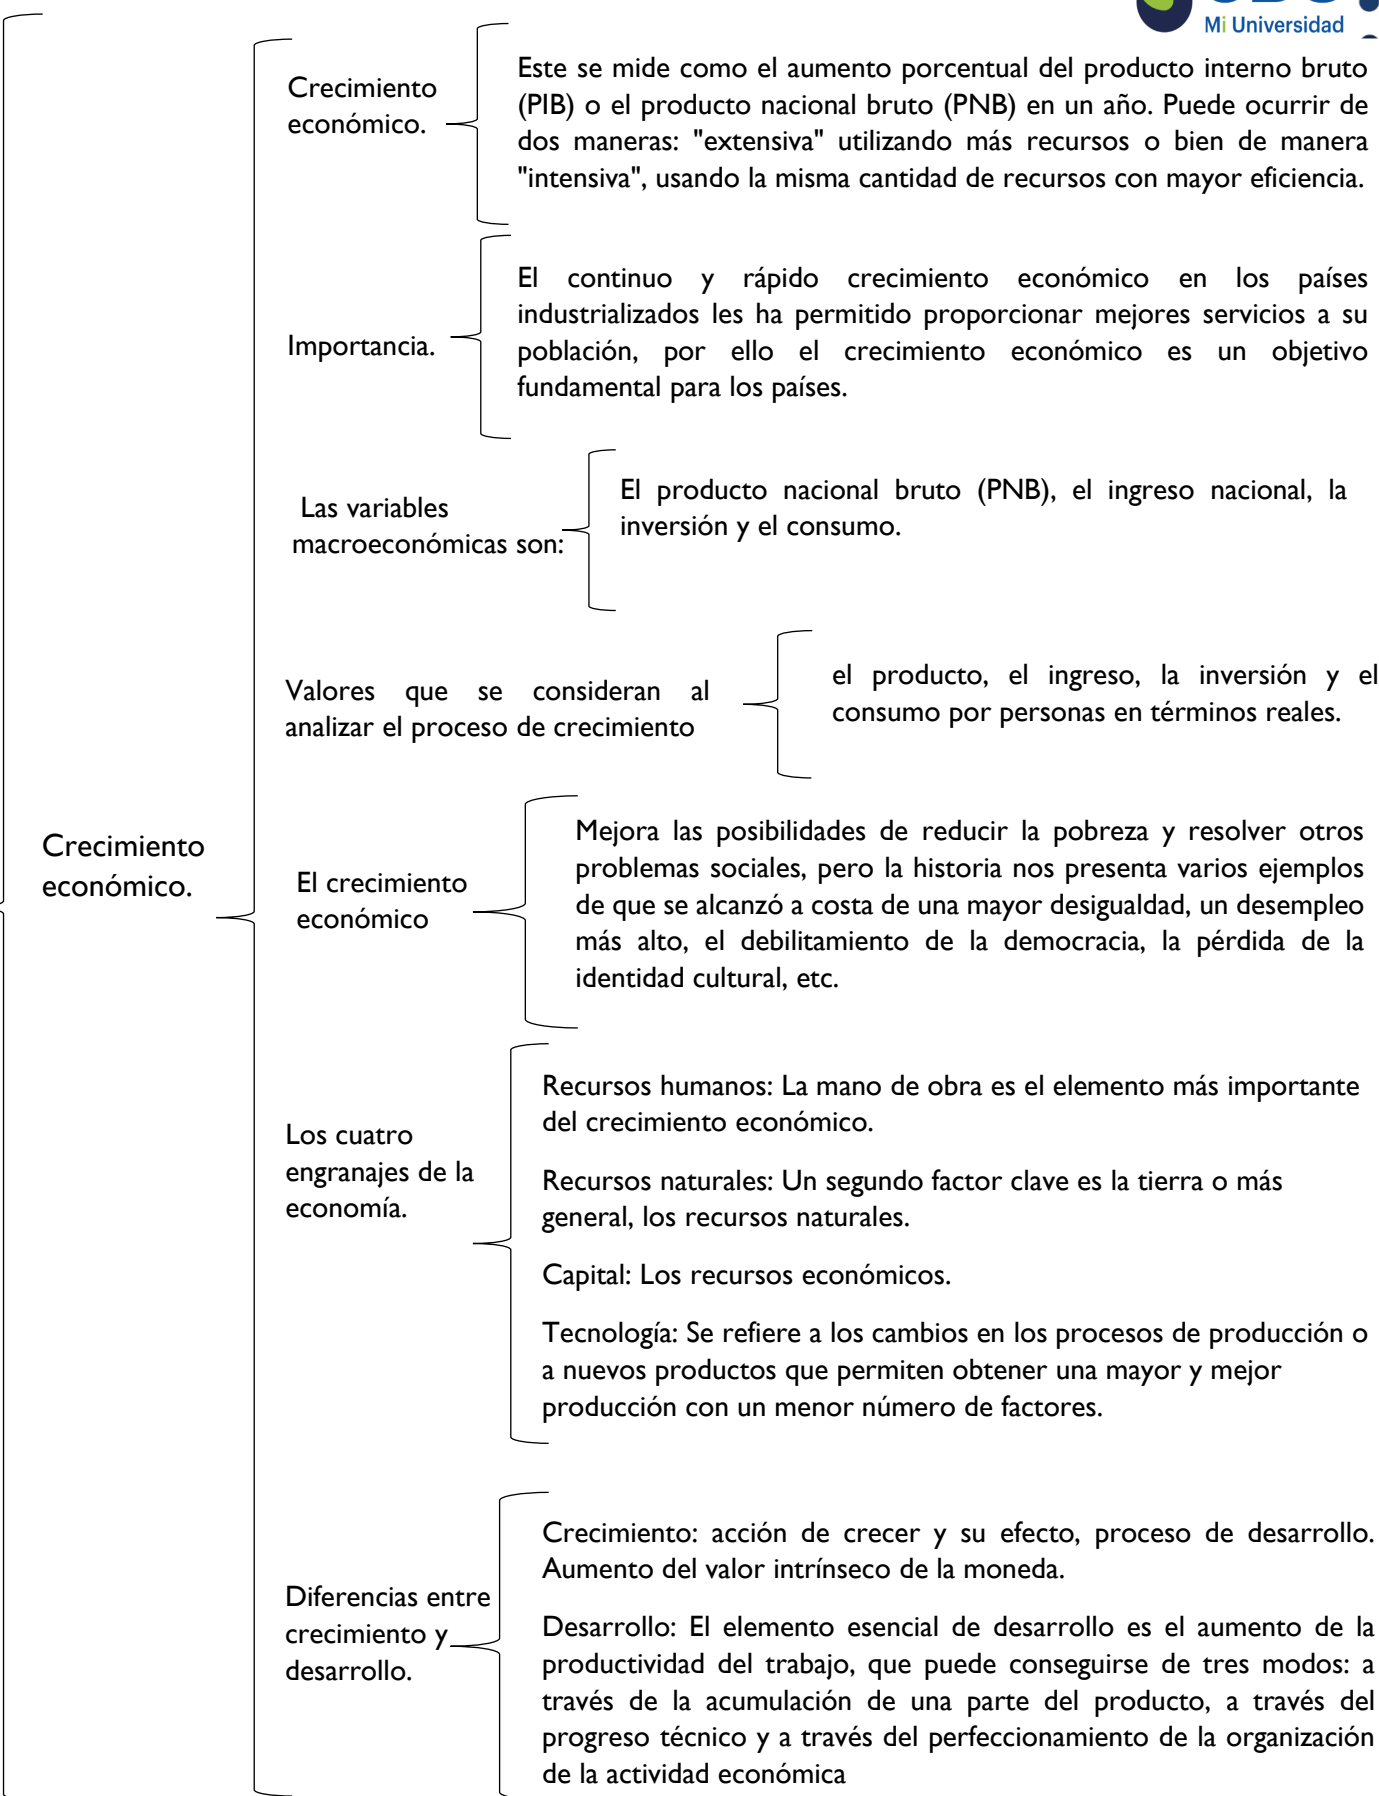 Mi Universidad
Crecimiento
económico.
Crecimiento
económico.
Este se mide como el aumento porcentual del producto interno bruto
(PIB) o el producto nacional bruto (PNB) en un año. Puede ocurrir de
dos maneras: "extensiva" utilizando más recursos o bien de manera
"intensiva", usando la misma cantidad de recursos con mayor eficiencia.
Importancia.
El continuo y rápido crecimiento económico en los países
industrializados les ha permitido proporcionar mejores servicios a su
población, por ello el crecimiento económico es un objetivo
fundamental para los países.
Las variables
macroeconómicas son:
El producto nacional bruto (PNB), el ingreso nacional, la
inversión y el consumo.
Valores que se consideran al
analizar el proceso de crecimiento
el producto, el ingreso, la inversión y el
consumo por personas en términos reales.
El crecimiento
económico
Mejora las posibilidades de reducir la pobreza y resolver otros
problemas sociales, pero la historia nos presenta varios ejemplos
de que se alcanzó a costa de una mayor desigualdad, un desempleo
más alto, el debilitamiento de la democracia, la pérdida de la
identidad cultural, etc.
Los cuatro
engranajes de la
economía.
Recursos humanos: La mano de obra es el elemento más importante
del crecimiento económico.
Recursos naturales: Un segundo factor clave es la tierra o más
general, los recursos naturales.
Capital: Los recursos económicos.
Tecnología: Se refiere a los cambios en los procesos de producción o
a nuevos productos que permiten obtener una mayor y mejor
producción con un menor número de factores.
Diferencias entre
crecimiento y
desarrollo.
Crecimiento: acción de crecer y su efecto, proceso de desarrollo.
Aumento del valor intrínseco de la moneda.
Desarrollo: El elemento esencial de desarrollo es el aumento de la
productividad del trabajo, que puede conseguirse de tres modos: a
través de la acumulación de una parte del producto, a través del
progreso técnico y a través del perfeccionamiento de la organización
de la actividad económica